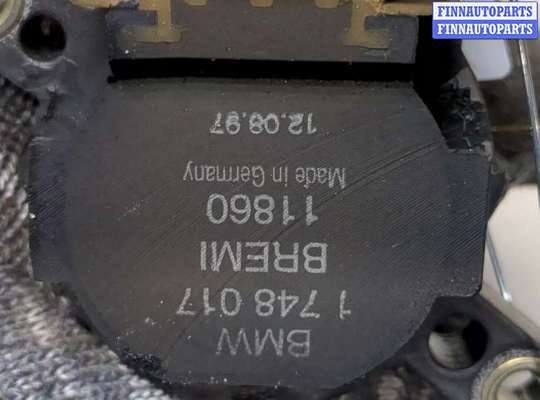 FINNAUTOPARTS
FINNAUTOPARTS
BMW
1 748 017
BREMI
11860
Made in Germany
12.08.97